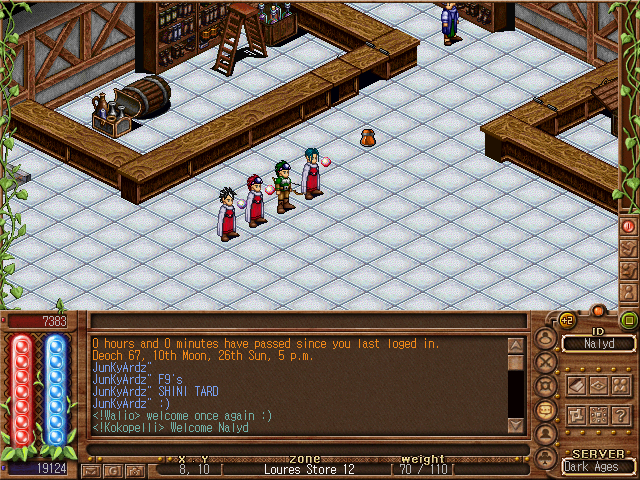 7383
0 hours and 0 minutes have passed since you last loged in.
Deoch 67, 10th Moon, 26th Sun, 5 p.m.
JunKyArdz"
JunKyArdz" F9's
JunKyArdz" SHINI TARD
JunKyArdz" :)
<!Walio> welcome once again :)
<!Kokopelli> Welcome Nalyd
+2
ID
Nalyd
?
19124
G
x
y
zone
weight
8, 10
Loures Store 12
70 / 110
SERVER
Dark Ages